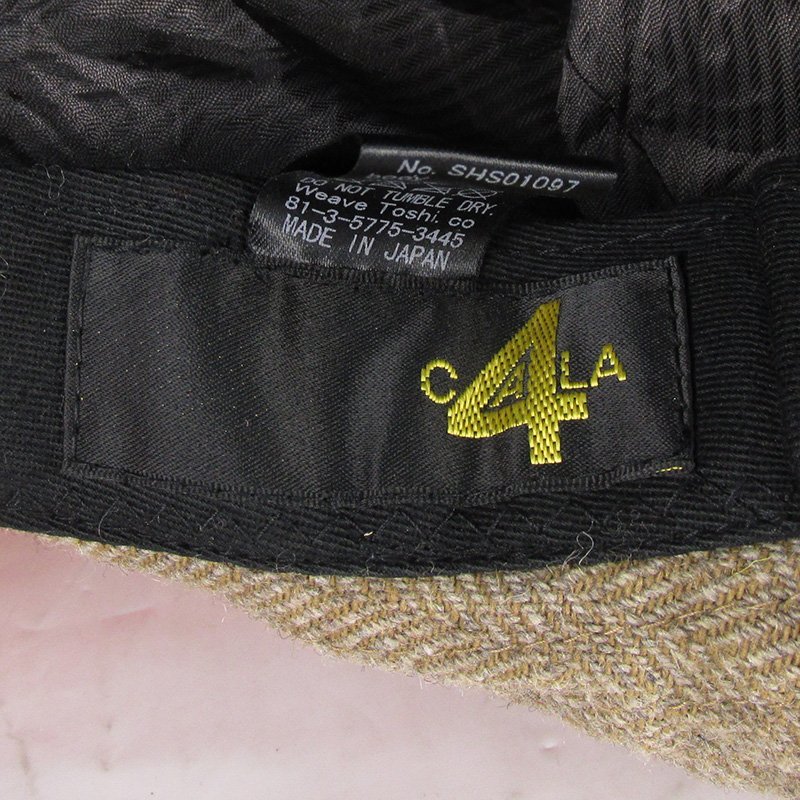 No. SHS01097
DO NOT TUMBLE DRY.
Weave Toshi. co
81-3-5775-3445
MADE IN JAPAN
CA4LA